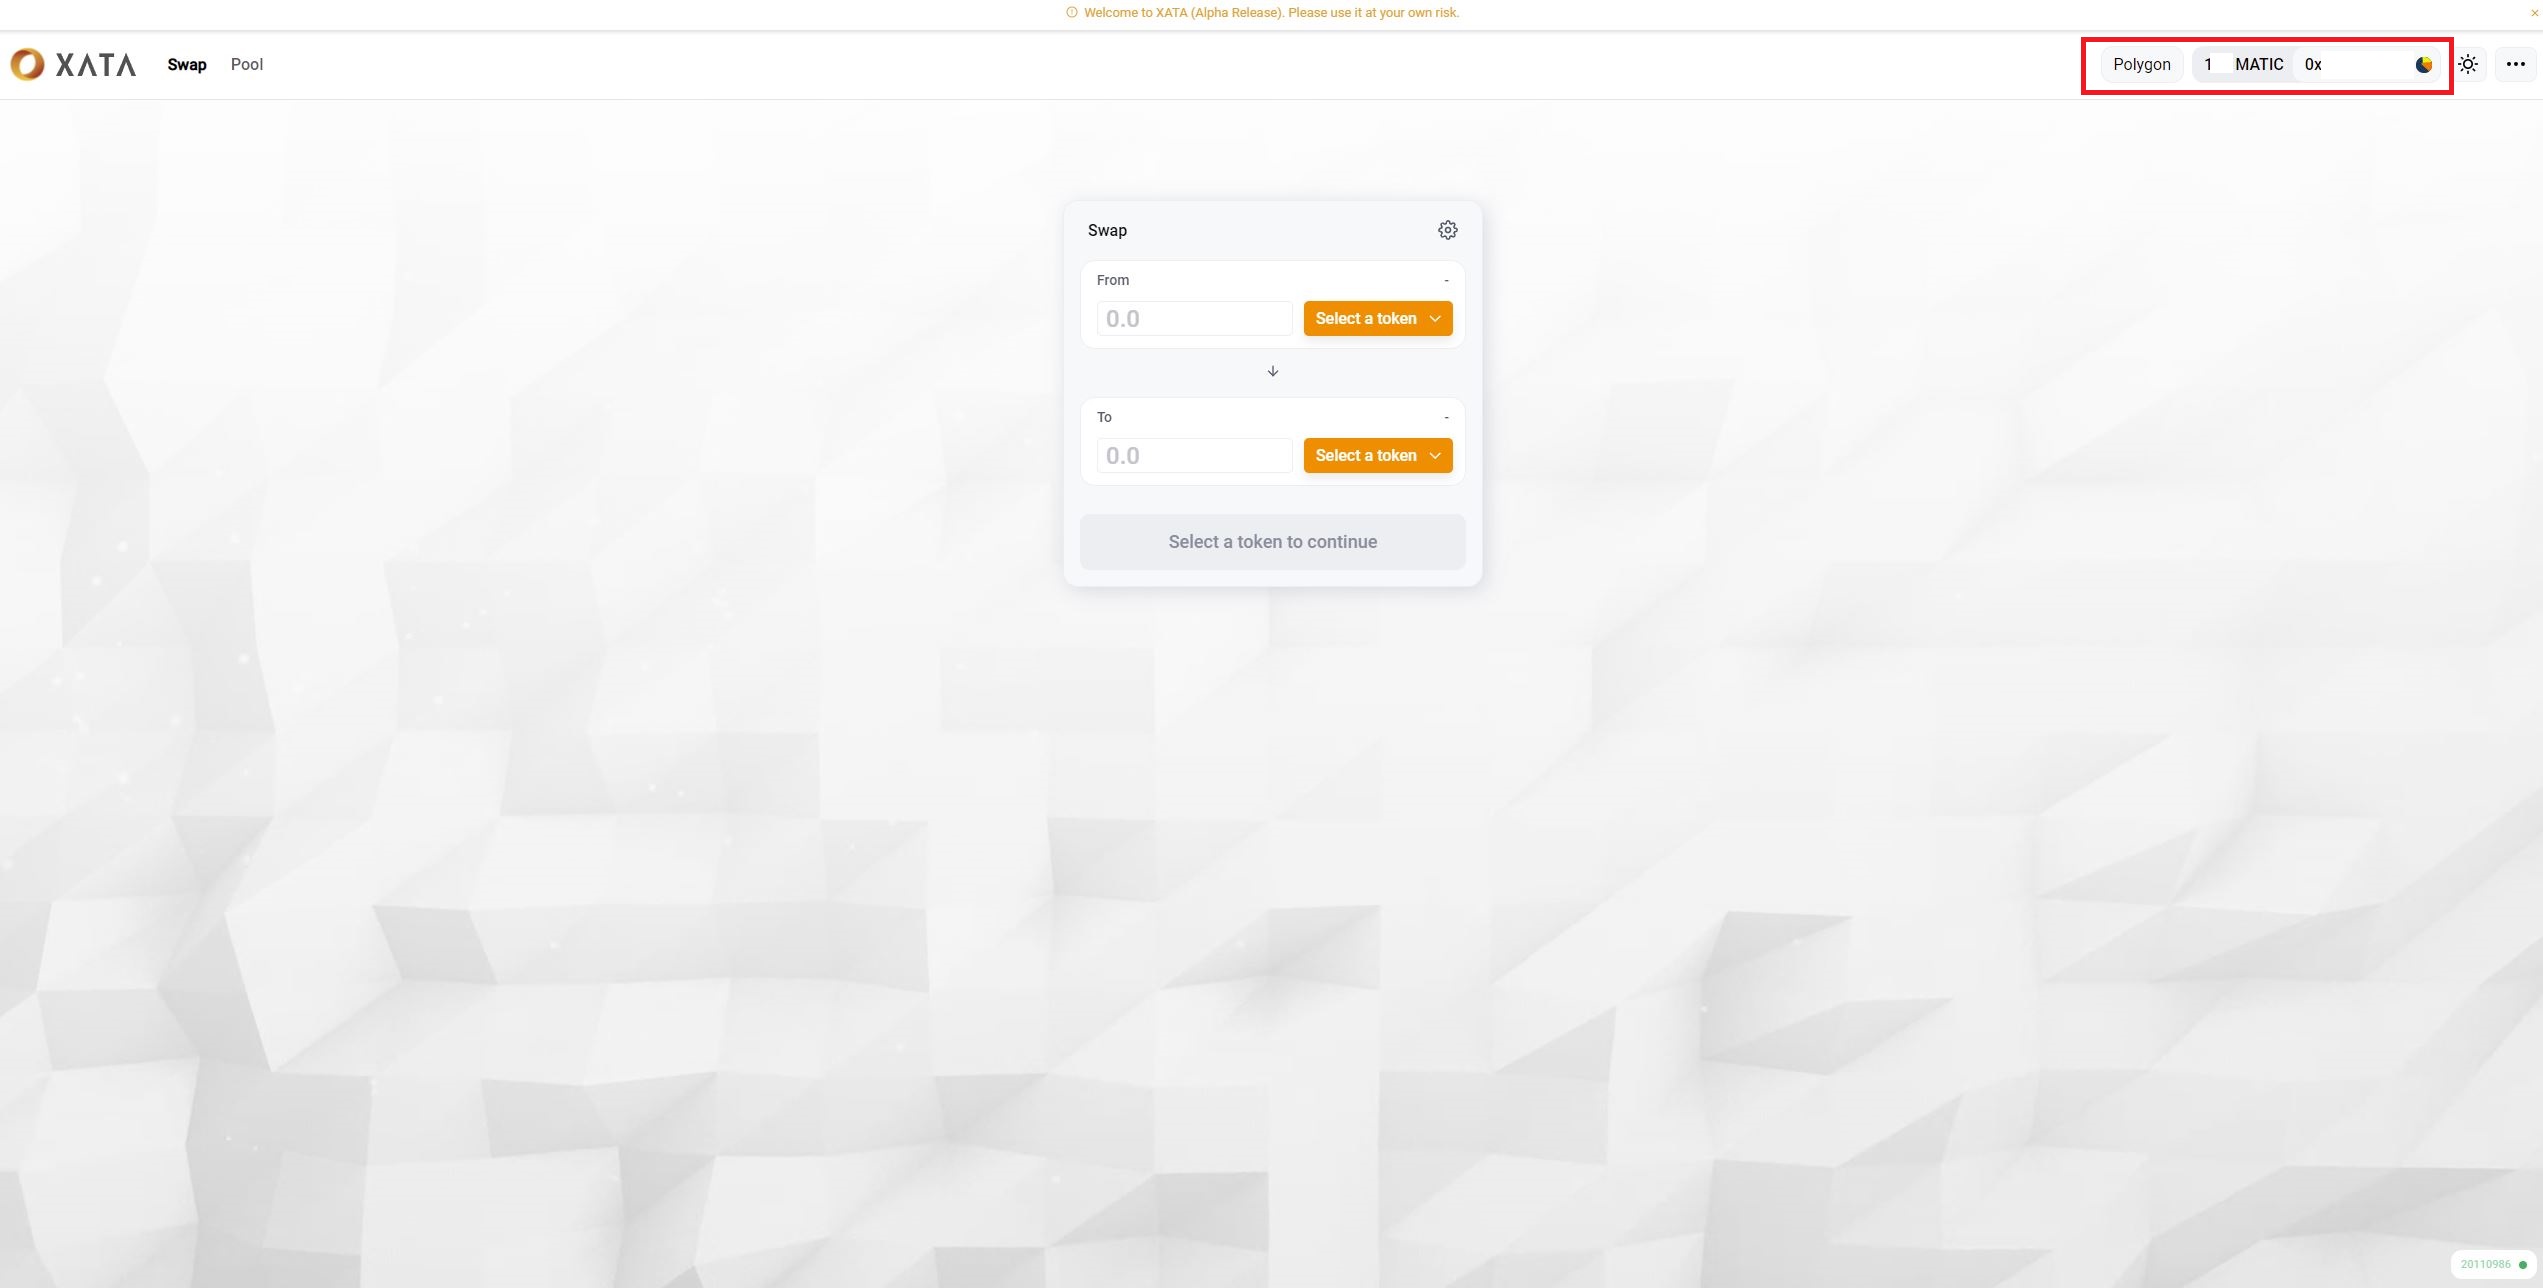 Welcome to XATA (Alpha Release). Please use it at your own risk.
XATA Swap Pool Polygon 1 MATIC 0x
Swap
From -
0.0 Select a token
To -
0.0 Select a token
Select a token to continue
20110986